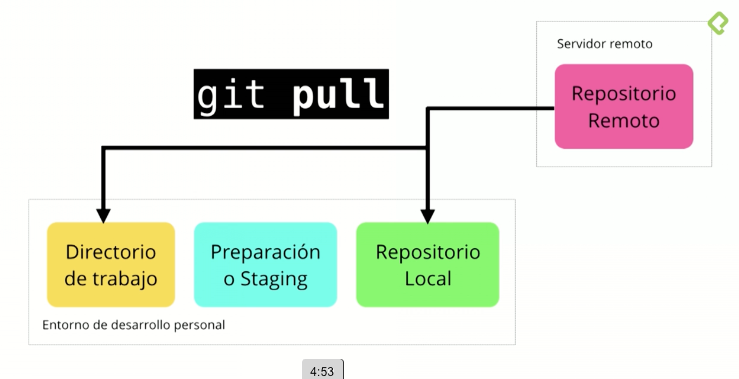 Servidor remoto
git pull
Repositorio
Remoto
Directorio
de trabajo
Preparación
o Staging
Repositorio
Local
Entorno de desarrollo personal
4:53